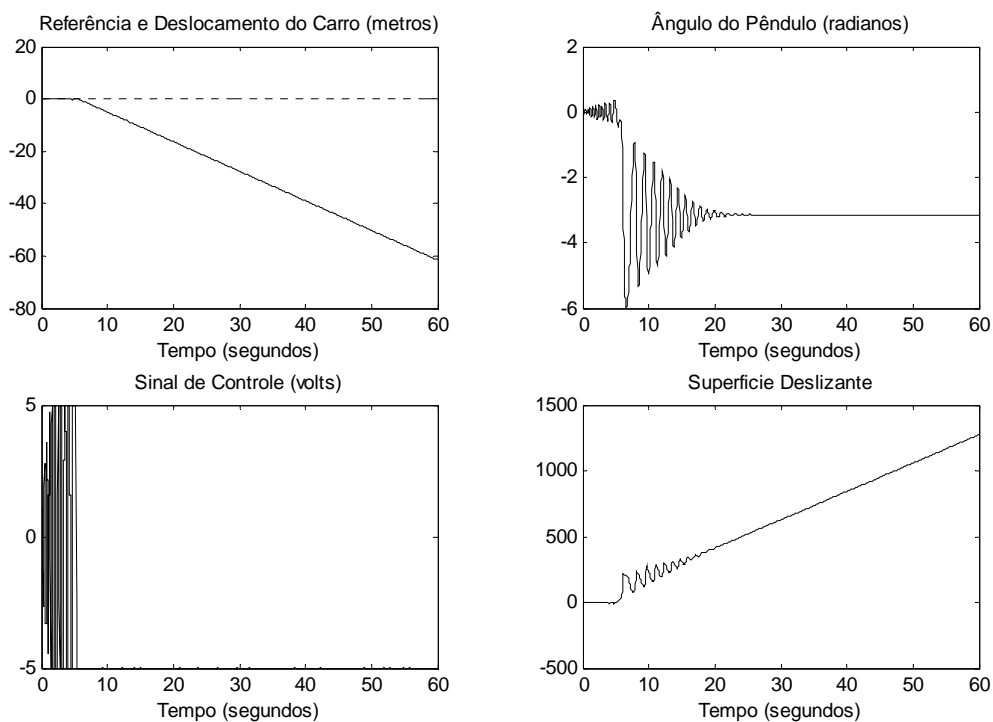 Referência e Deslocamento do Carro (metros)
20
0
-20
-40
-60
-80
0 10 20 30 40 50 60
Tempo (segundos)
Ângulo do Pêndulo (radianos)
2
0
-2
-4
-6
0 10 20 30 40 50 60
Tempo (segundos)
Sinal de Controle (volts)
5
0
-5
0 10 20 30 40 50 60
Tempo (segundos)
Superficie Deslizante
1500
1000
500
0
-500
0 10 20 30 40 50 60
Tempo (segundos)